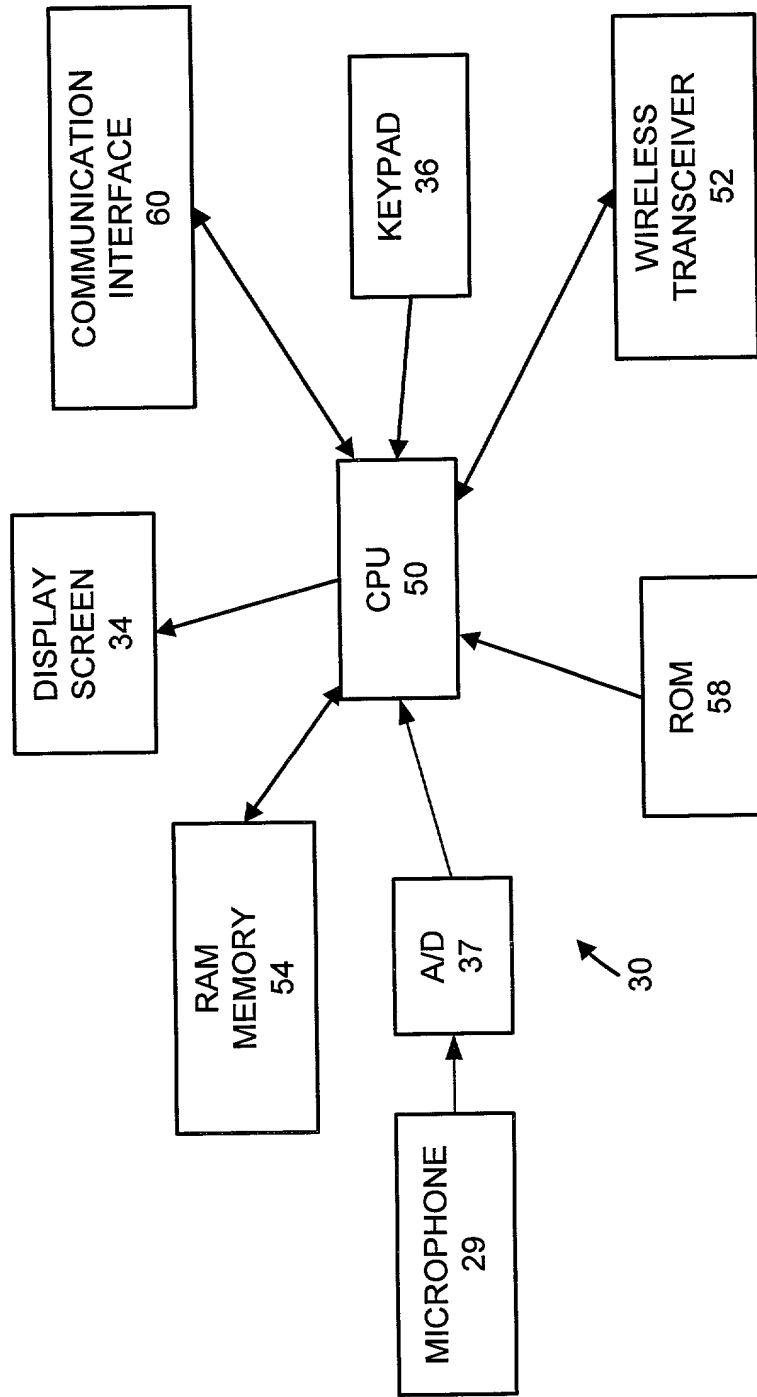 DISPLAY
SCREEN
34
COMMUNICATION
INTERFACE
60
RAM
MEMORY
54
CPU
50
KEYPAD
36
MICROPHONE
29
A/D
37
30
ROM
58
WIRELESS
TRANSCEIVER
52